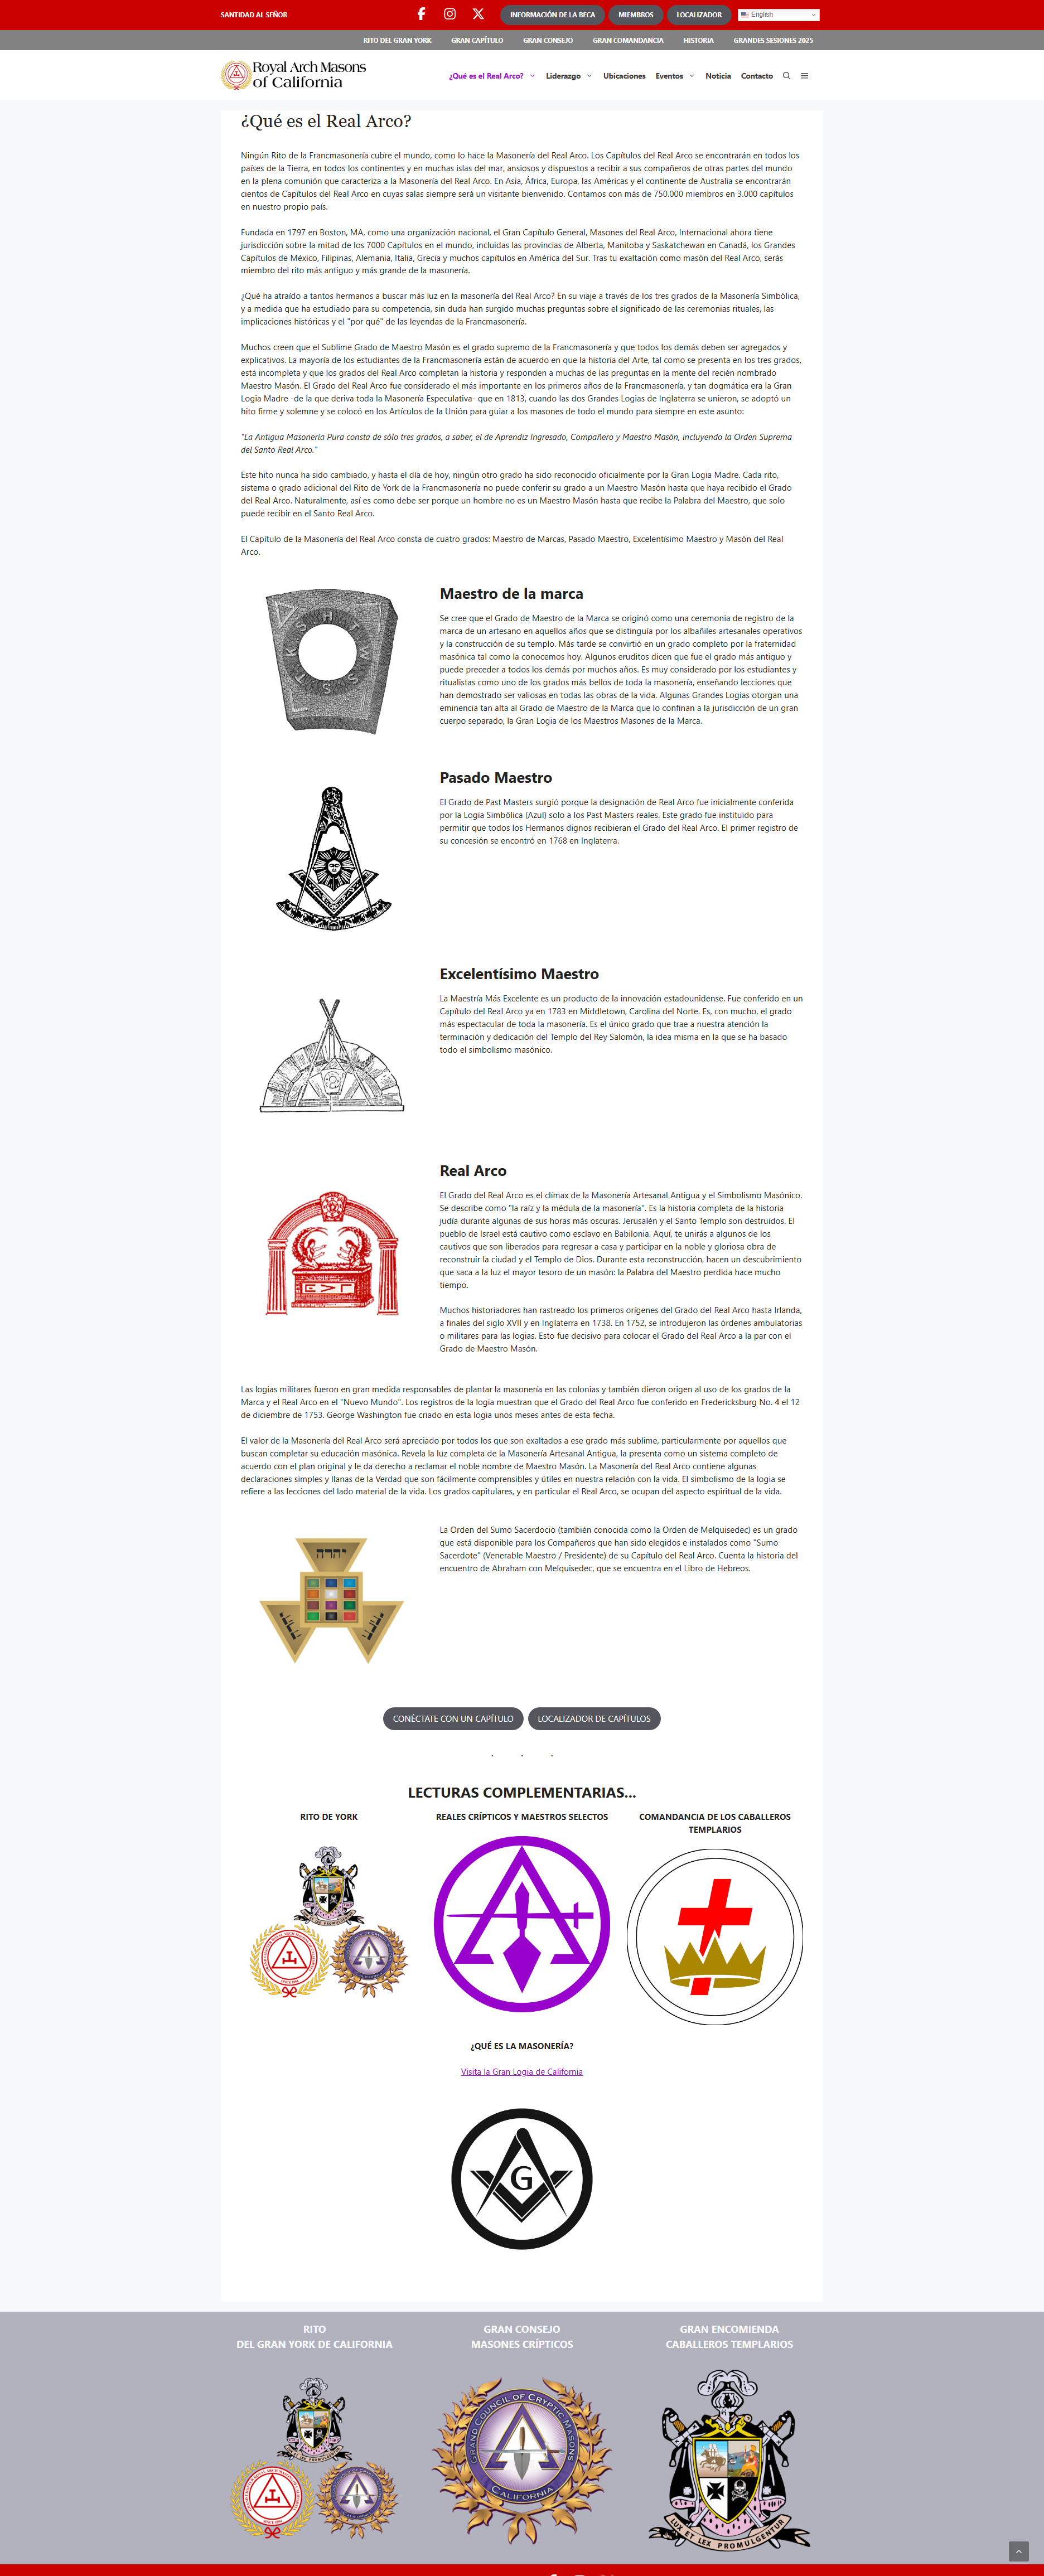 SANTIDAD AL SEÑOR
INFORMACIÓN DE LA BECA
MIEMBROS
LOCALIZADOR
English
RITO DEL GRAN YORK
GRAN CAPÍTULO
GRAN CONSEJO
GRAN COMANDANCIA
HISTORIA
GRANDES SESIONES 2025
Royal Arch Masons
of California
¿Qué es el Real Arco?
Liderazgo
Ubicaciones
Eventos
Noticia
Contacto
¿Qué es el Real Arco?
Ningún Rito de la Francmasonería cubre el mundo, como lo hace la Masonería del Real Arco. Los Capítulos del Real Arco se encontrarán en todos los
países de la Tierra, en todos los continentes y en muchas islas del mar, ansiosos y dispuestos a recibir a sus compañeros de otras partes del mundo
en la plena comunión que caracteriza a la Masonería del Real Arco. En Asia, África, Europa, las Américas y el continente de Australia se encontrarán
cientos de Capítulos del Real Arco en cuyas salas siempre será un visitante bienvenido. Contamos con más de 750.000 miembros en 3.000 capítulos
en nuestro propio país.
Fundada en 1797 en Boston, MA, como una organización nacional, el Gran Capítulo General, Masones del Real Arco, Internacional ahora tiene
jurisdicción sobre la mitad de los 7000 Capítulos en el mundo, incluidas las provincias de Alberta, Manitoba y Saskatchewan en Canadá, los Grandes
Capítulos de México, Filipinas, Alemania, Italia, Grecia y muchos capítulos en América del Sur. Tras tu exaltación como masón del Real Arco, serás
miembro del rito más antiguo y más grande de la masonería.
¿Qué ha atraído a tantos hermanos a buscar más luz en la masonería del Real Arco? En su viaje a través de los tres grados de la Masonería Simbólica,
y a medida que ha estudiado para su competencia, sin duda han surgido muchas preguntas sobre el significado de las ceremonias rituales, las
implicaciones históricas y el "por qué" de las leyendas de la Francmasonería.
Muchos creen que el Sublime Grado de Maestro Masón es el grado supremo de la Francmasonería y que todos los demás deben ser agregados y
explicativos. La mayoría de los estudiantes de la Francmasonería están de acuerdo en que la historia del Arte, tal como se presenta en los tres grados,
está incompleta y que los grados del Real Arco completan la historia y responden a muchas de las preguntas en la mente del recién nombrado
Maestro Masón. El Grado del Real Arco fue considerado el más importante en los primeros años de la Francmasonería, y tan dogmática era la Gran
Logia Madre -de la que deriva toda la Masonería Especulativa- que en 1813, cuando las dos Grandes Logias de Inglaterra se unieron, se adoptó un
hito firme y solemne y se colocó en los Artículos de la Unión para guiar a los masones de todo el mundo para siempre en este asunto:
"La Antigua Masonería Pura consta de sólo tres grados, a saber, el de Aprendiz Ingresado, Compañero y Maestro Masón, incluyendo la Orden Suprema
del Santo Real Arco."
Este hito nunca ha sido cambiado, y hasta el día de hoy, ningún otro grado ha sido reconocido oficialmente por la Gran Logia Madre. Cada rito,
sistema o grado adicional del Rito de York de la Francmasonería no puede conferir su grado a un Maestro Masón hasta que haya recibido el Grado
del Real Arco. Naturalmente, así es como debe ser porque un hombre no es un Maestro Masón hasta que recibe la Palabra del Maestro, que solo
puede recibir en el Santo Real Arco.
El Capítulo de la Masonería del Real Arco consta de cuatro grados: Maestro de Marcas, Pasado Maestro, Excelentísimo Maestro y Masón del Real
Arco.
H T W S S T K S
Maestro de la marca
Se cree que el Grado de Maestro de la Marca se originó como una ceremonia de registro de la
marca de un artesano en aquellos años que se distinguía por los albañiles artesanales operativos
y la construcción de su templo. Más tarde se convirtió en un grado completo por la fraternidad
masónica tal como la conocemos hoy. Algunos eruditos dicen que fue el grado más antiguo y
puede preceder a todos los demás por muchos años. Es muy considerado por los estudiantes y
ritualistas como uno de los grados más bellos de toda la masonería, enseñando lecciones que
han demostrado ser valiosas en todas las obras de la vida. Algunas Grandes Logias otorgan una
eminencia tan alta al Grado de Maestro de la Marca que lo confinan a la jurisdicción de un gran
cuerpo separado, la Gran Logia de los Maestros Masones de la Marca.
Pasado Maestro
El Grado de Past Masters surgió porque la designación de Real Arco fue inicialmente conferida
por la Logia Simbólica (Azul) solo a los Past Masters reales. Este grado fue instituido para
permitir que todos los Hermanos dignos recibieran el Grado del Real Arco. El primer registro de
su concesión se encontró en 1768 en Inglaterra.
Excelentísimo Maestro
La Maestría Más Excelente es un producto de la innovación estadounidense. Fue conferido en un
Capítulo del Real Arco ya en 1783 en Middletown, Carolina del Norte. Es, con mucho, el grado
más espectacular de toda la masonería. Es el único grado que trae a nuestra atención la
terminación y dedicación del Templo del Rey Salomón, la idea misma en la que se ha basado
todo el simbolismo masónico.
Real Arco
El Grado del Real Arco es el clímax de la Masonería Artesanal Antigua y el Simbolismo Masónico.
Se describe como "la raíz y la médula de la masonería". Es la historia completa de la historia
judía durante algunas de sus horas más oscuras. Jerusalén y el Santo Templo son destruidos. El
pueblo de Israel está cautivo como esclavo en Babilonia. Aquí, te unirás a algunos de los
cautivos que son liberados para regresar a casa y participar en la noble y gloriosa obra de
reconstruir la ciudad y el Templo de Dios. Durante esta reconstrucción, hacen un descubrimiento
que saca a la luz el mayor tesoro de un masón: la Palabra del Maestro perdida hace mucho
tiempo.
Muchos historiadores han rastreado los primeros orígenes del Grado del Real Arco hasta Irlanda,
a finales del siglo XVII y en Inglaterra en 1738. En 1752, se introdujeron las órdenes ambulatorias
o militares para las logias. Esto fue decisivo para colocar el Grado del Real Arco a la par con el
Grado de Maestro Masón.
Las logias militares fueron en gran medida responsables de plantar la masonería en las colonias y también dieron origen al uso de los grados de la
Marca y el Real Arco en el "Nuevo Mundo". Los registros de la logia muestran que el Grado del Real Arco fue conferido en Fredericksburg No. 4 el 12
de diciembre de 1753. George Washington fue criado en esta logia unos meses antes de esta fecha.
El valor de la Masonería del Real Arco será apreciado por todos los que son exaltados a ese grado más sublime, particularmente por aquellos que
buscan completar su educación masónica. Revela la luz completa de la Masonería Artesanal Antigua, la presenta como un sistema completo de
acuerdo con el plan original y le da derecho a reclamar el noble nombre de Maestro Masón. La Masonería del Real Arco contiene algunas
declaraciones simples y llanas de la Verdad que son fácilmente comprensibles y útiles en nuestra relación con la vida. El simbolismo de la logia se
refiere a las lecciones del lado material de la vida. Los grados capitulares, y en particular el Real Arco, se ocupan del aspecto espiritual de la vida.
יהוה
La Orden del Sumo Sacerdocio (también conocida como la Orden de Melquisedec) es un grado
que está disponible para los Compañeros que han sido elegidos e instalados como "Sumo
Sacerdote" (Venerable Maestro / Presidente) de su Capítulo del Real Arco. Cuenta la historia del
encuentro de Abraham con Melquisedec, que se encuentra en el Libro de Hebreos.
CONÉCTATE CON UN CAPÍTULO
LOCALIZADOR DE CAPÍTULOS
. . .
LECTURAS COMPLEMENTARIAS...
RITO DE YORK
REALES CRÍPTICOS Y MAESTROS SELECTOS
COMANDANCIA DE LOS CABALLEROS
TEMPLARIOS
¿QUÉ ES LA MASONERÍA?
Visita la Gran Logia de California
G
RITO
DEL GRAN YORK DE CALIFORNIA
GRAN CONSEJO
MASONES CRÍPTICOS
GRAN ENCOMIENDA
CABALLEROS TEMPLARIOS
GRAND COUNCIL OF CRYPTIC MASONS
CALIFORNIA
LUX ET LEX PROMULGENTUR